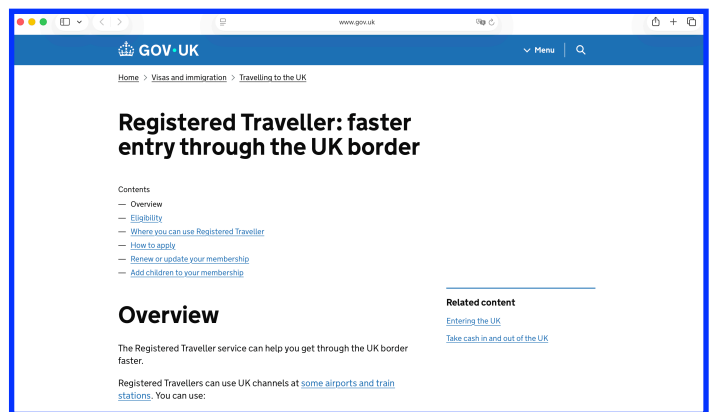 www.gov.uk
GOV·UK
Menu
Home > Visas and immigration > Travelling to the UK
Registered Traveller: faster
entry through the UK border
Contents
— Overview
— Eligibility
— Where you can use Registered Traveller
— How to apply
— Renew or update your membership
— Add children to your membership
Overview
The Registered Traveller service can help you get through the UK border
faster.
Registered Travellers can use UK channels at some airports and train
stations. You can use:
Related content
Entering the UK
Take cash in and out of the UK